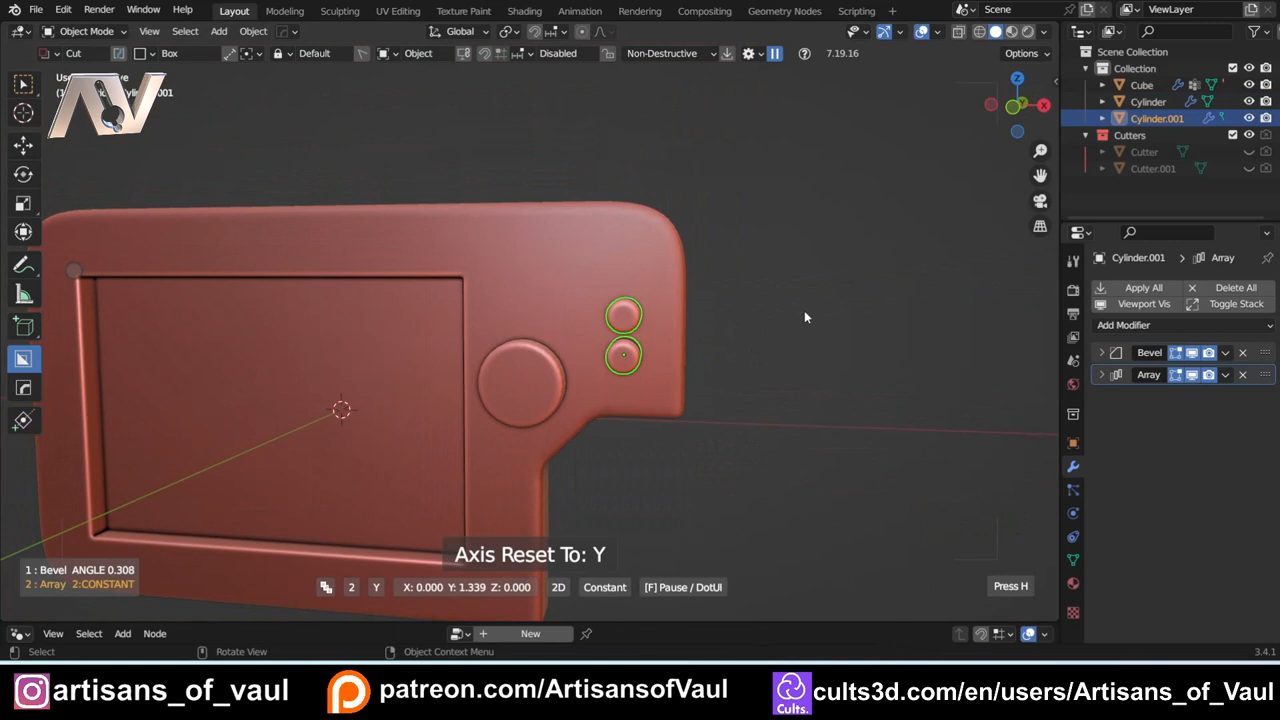 File Edit Render Window Help Layout Modeling Sculpting UV Editing Texture Paint Shading Animation Rendering Compositing Geometry Nodes Scripting + Scene ViewLayer
Object Mode View Select Add Object Global
Cut Box Default Object Disabled Non-Destructive 7.19.16 Options
AV
Scene Collection
Collection
Cube
Cylinder
Cylinder.001
Cutters
Cutter
Cutter.001
Z
X
Y
Cylinder.001 > Array
Apply All Delete All
Viewport Vis Toggle Stack
Add Modifier
Bevel
Array
Axis Reset To: Y
1 : Bevel ANGLE 0.308
2 : Array 2:CONSTANT
2 Y X: 0.000 Y: 1.339 Z: 0.000 2D Constant [F] Pause / DotUI Press H
View Select Add Node New
Select Rotate View Object Context Menu 3.4.1
artisans_of_vaul patreon.com/ArtisansofVaul Cults. cults3d.com/en/users/Artisans_of_Vaul